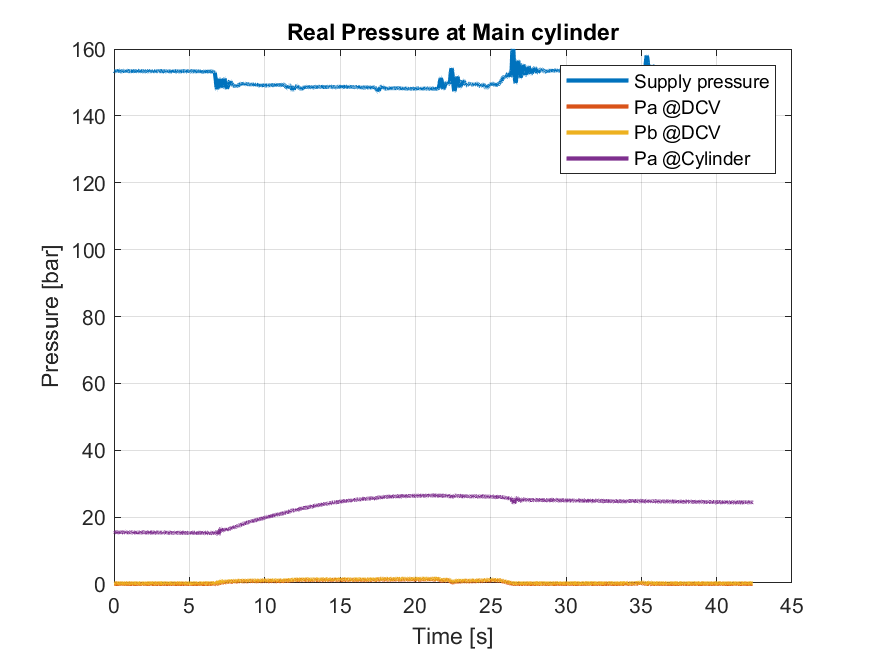 Real Pressure at Main cylinder
160
140
120
100
80
60
40
20
0
Pressure [bar]
Supply pressure
Pa @DCV
Pb @DCV
Pa @Cylinder
0 5 10 15 20 25 30 35 40 45
Time [s]